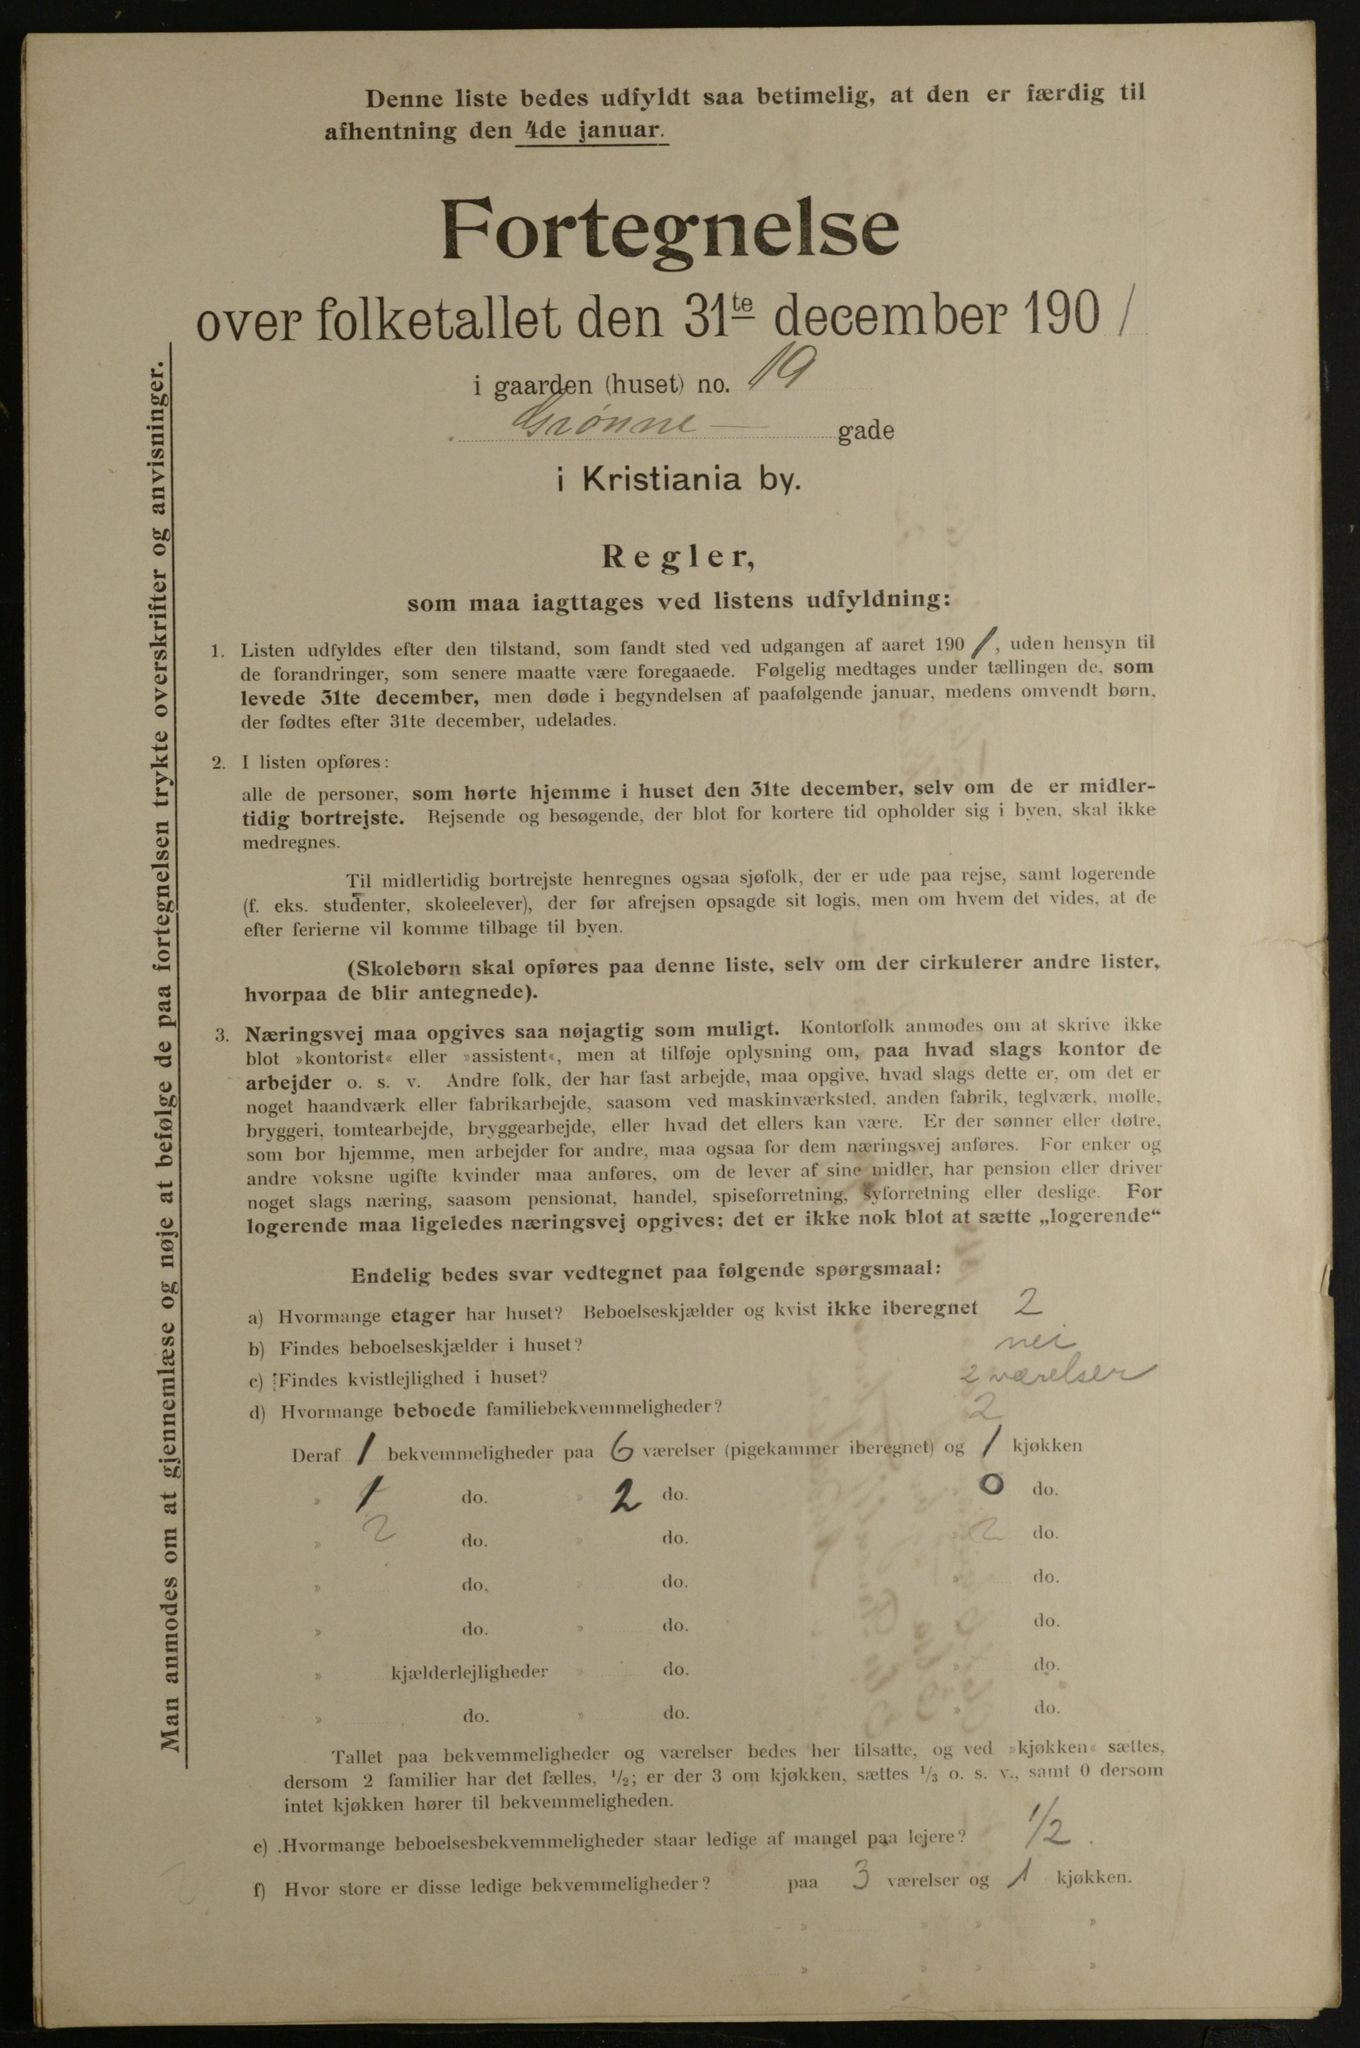 Denne liste bedes udfyldt saa betimelig, at den er færdig til
afhentning den 4de januar.
Fortegnelse
over folketallet den 31te december 1901
i gaarden (huset) no. 19
Grønne— gade
i Kristiania by.
Regler,
som maa iagttages ved listens udfyldning:
1. Listen udfyldes efter den tilstand, som fandt sted ved udgangen af aaret 1901, uden hensyn til
de forandringer, som senere maatte være foregaaede. Følgelig medtages under tællingen de, som
levede 31te december, men døde i begyndelsen af paafølgende januar, medens omvendt børn,
der fødtes efter 31te december, udelades.
2. I listen opføres:
alle de personer, som hørte hjemme i huset den 31te december, selv om de er midler-
tidig bortrejste. Rejsende og besøgende, der blot for kortere tid opholder sig i byen, skal ikke
medregnes.
Til midlertidig bortrejste henregnes ogsaa sjøfolk, der er ude paa rejse, samt logerende
(f. eks. studenter, skoleelever), der før afrejsen opsagde sit logis, men om hvem det vides, at de
efter ferierne vil komme tilbage til byen.
(Skolebørn skal opføres paa denne liste, selv om der cirkulerer andre lister,
hvorpaa de blir antegnede).
3. Næringsvej maa opgives saa nøjagtig som muligt. Kontorfolk anmodes om at skrive ikke
blot »kontorist« eller »assistent«, men at tilføje oplysning om, paa hvad slags kontor de
arbejder o. s. v. Andre folk, der har fast arbejde, maa opgive, hvad slags dette er, om det er
noget haandværk eller fabrikarbejde, saasom ved maskinværksted, anden fabrik, teglværk, mølle,
bryggeri, tomtearbejde, bryggearbejde, eller hvad det ellers kan være. Er der sønner eller døtre,
som bor hjemme, men arbejder for andre, maa ogsaa for dem næringsvej anføres. For enker og
andre voksne ugifte kvinder maa anføres, om de lever af sine midler, har pension eller driver
noget slags næring, saasom pensionat, handel, spiseforretning, syforretning eller deslige. For
logerende maa ligeledes næringsvej opgives; det er ikke nok blot at sætte „logerende“
Endelig bedes svar vedtegnet paa følgende spørgsmaal:
a) Hvormange etager har huset? Beboelseskjælder og kvist ikke iberegnet 2
b) Findes beboelseskjælder i huset? nei
c) Findes kvistlejlighed i huset? 2 værelser
d) Hvormange beboede familiebekvemmeligheder? 2
Deraf 1 bekvemmeligheder paa 6 værelser (pigekammer iberegnet) og 1 kjøkken
» 1 do. » 2 do. 0 do.
» 2 do. » do. » 2 do.
» do. » do. » do.
» do. » do. » do.
» kjælderlejligheder » do. » do.
» do. » do. » do.
Tallet paa bekvemmeligheder og værelser bedes her tilsatte, og ved »kjøkken« sættes,
dersom 2 familier har det fælles, 1/2; er der 3 om kjøkken, sættes 1/3 o. s. v., samt 0 dersom
intet kjøkken hører til bekvemmeligheden.
e) Hvormange beboelsesbekvemmeligheder staar ledige af mangel paa lejere? 1/2.
f) Hvor store er disse ledige bekvemmeligheder? paa 3 værelser og 1 kjøkken.
» » » »
» » » »
Man anmodes om at gjennemlæse og nøje at befølge de paa fortegnelsen trykte overskrifter og anvisninger.